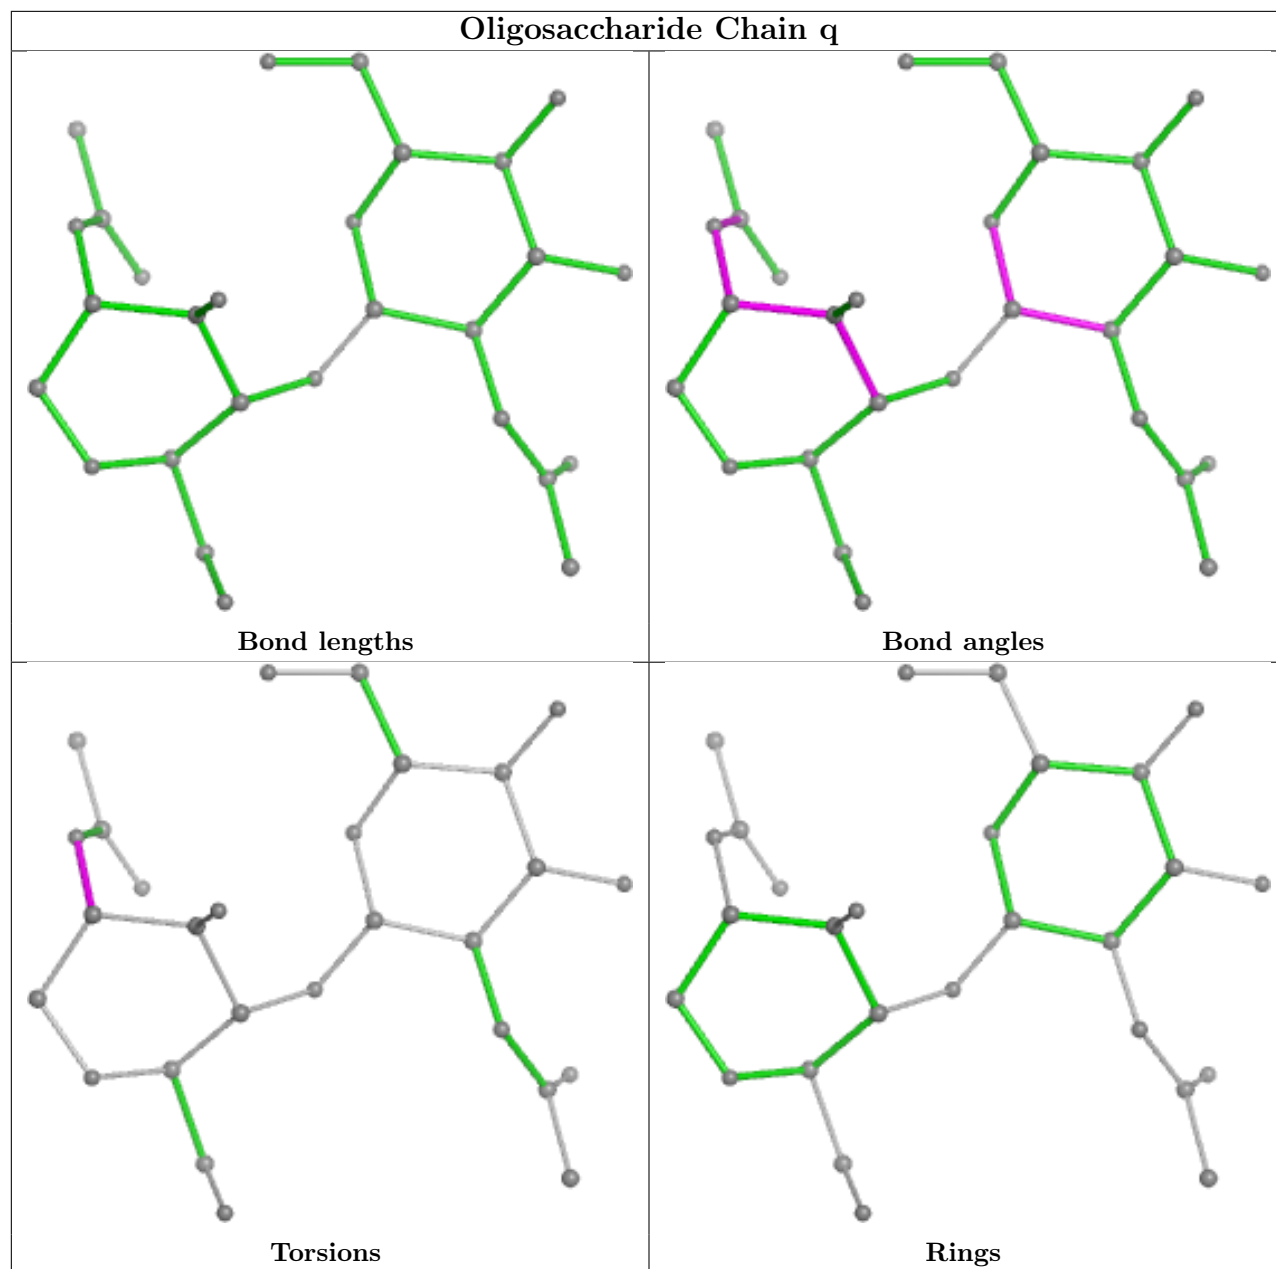 Oligosaccharide Chain q
Bond lengths
Bond angles
Torsions
Rings